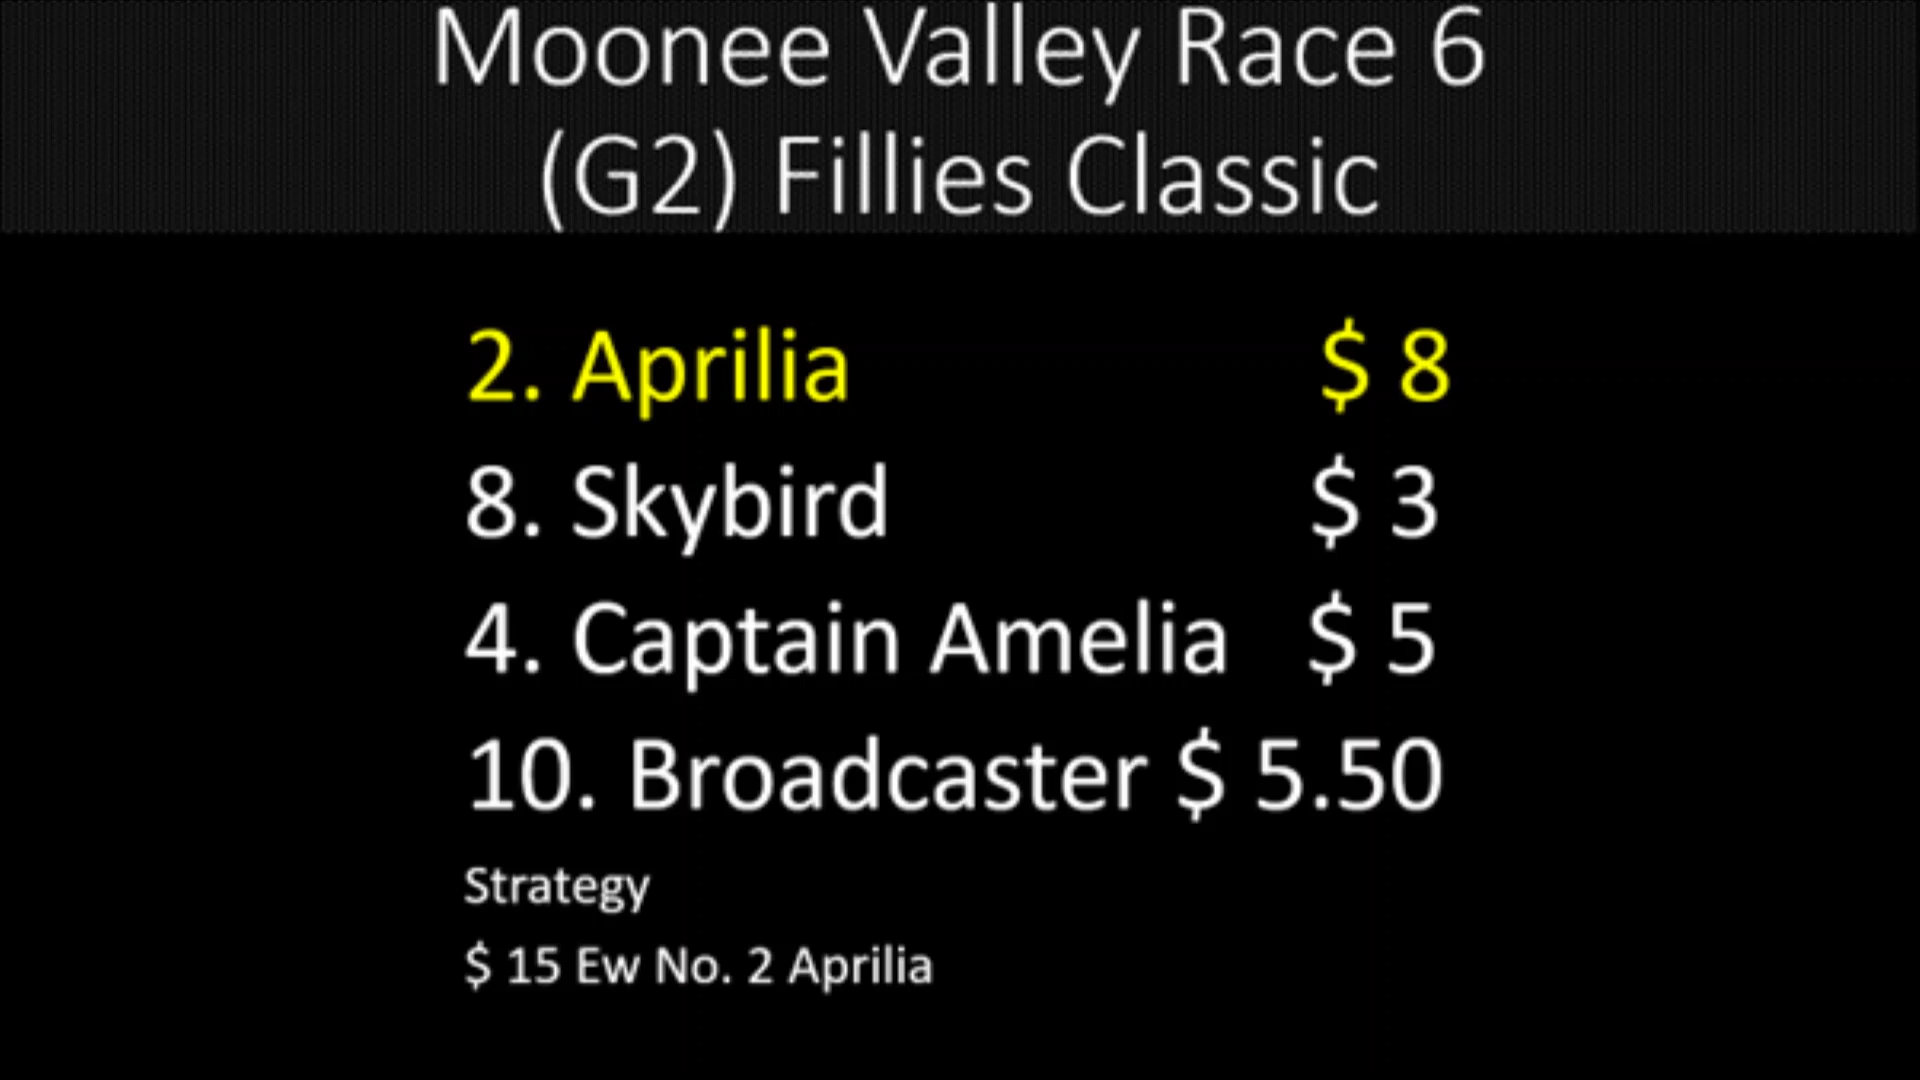 Moonee Valley Race 6
(G2) Fillies Classic
2. Aprilia $ 8
8. Skybird $ 3
4. Captain Amelia $ 5
10. Broadcaster $ 5.50
Strategy
$ 15 Ew No. 2 Aprilia